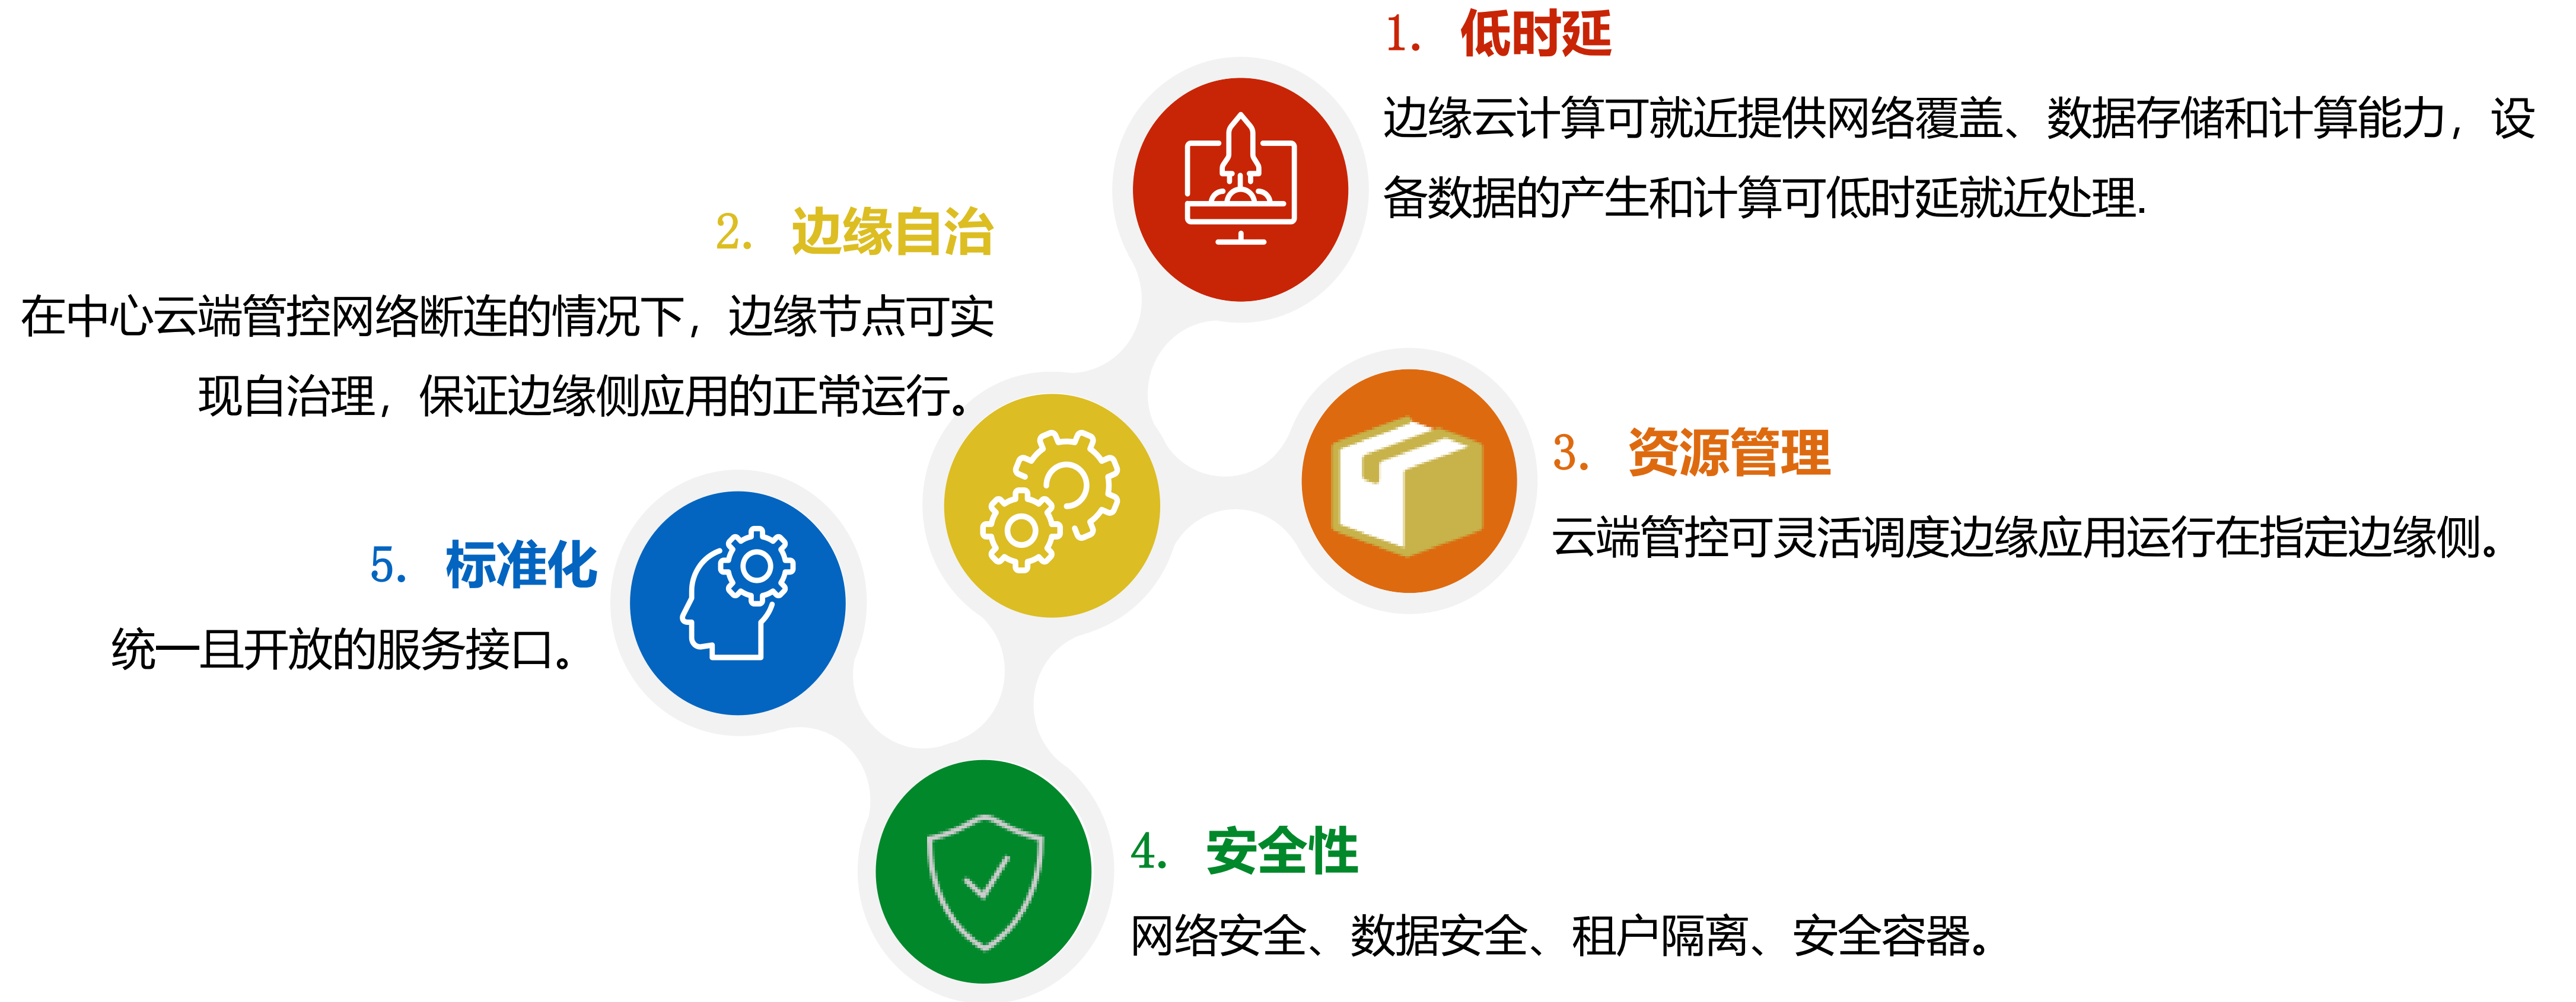 1. 低时延
边缘云计算可就近提供网络覆盖、数据存储和计算能力，设
备数据的产生和计算可低时延就近处理.
2. 边缘自治
在中心云端管控网络断连的情况下，边缘节点可实
现自治理，保证边缘侧应用的正常运行。
3. 资源管理
云端管控可灵活调度边缘应用运行在指定边缘侧。
4. 安全性
网络安全、数据安全、租户隔离、安全容器。
5. 标准化
统一且开放的服务接口。